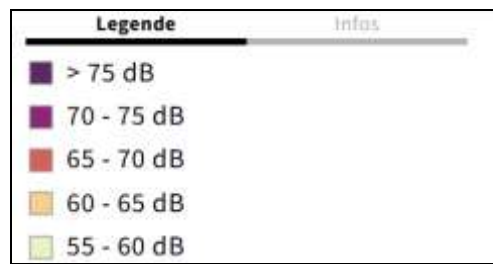 Legende Infos
> 75 dB
70 - 75 dB
65 - 70 dB
60 - 65 dB
55 - 60 dB